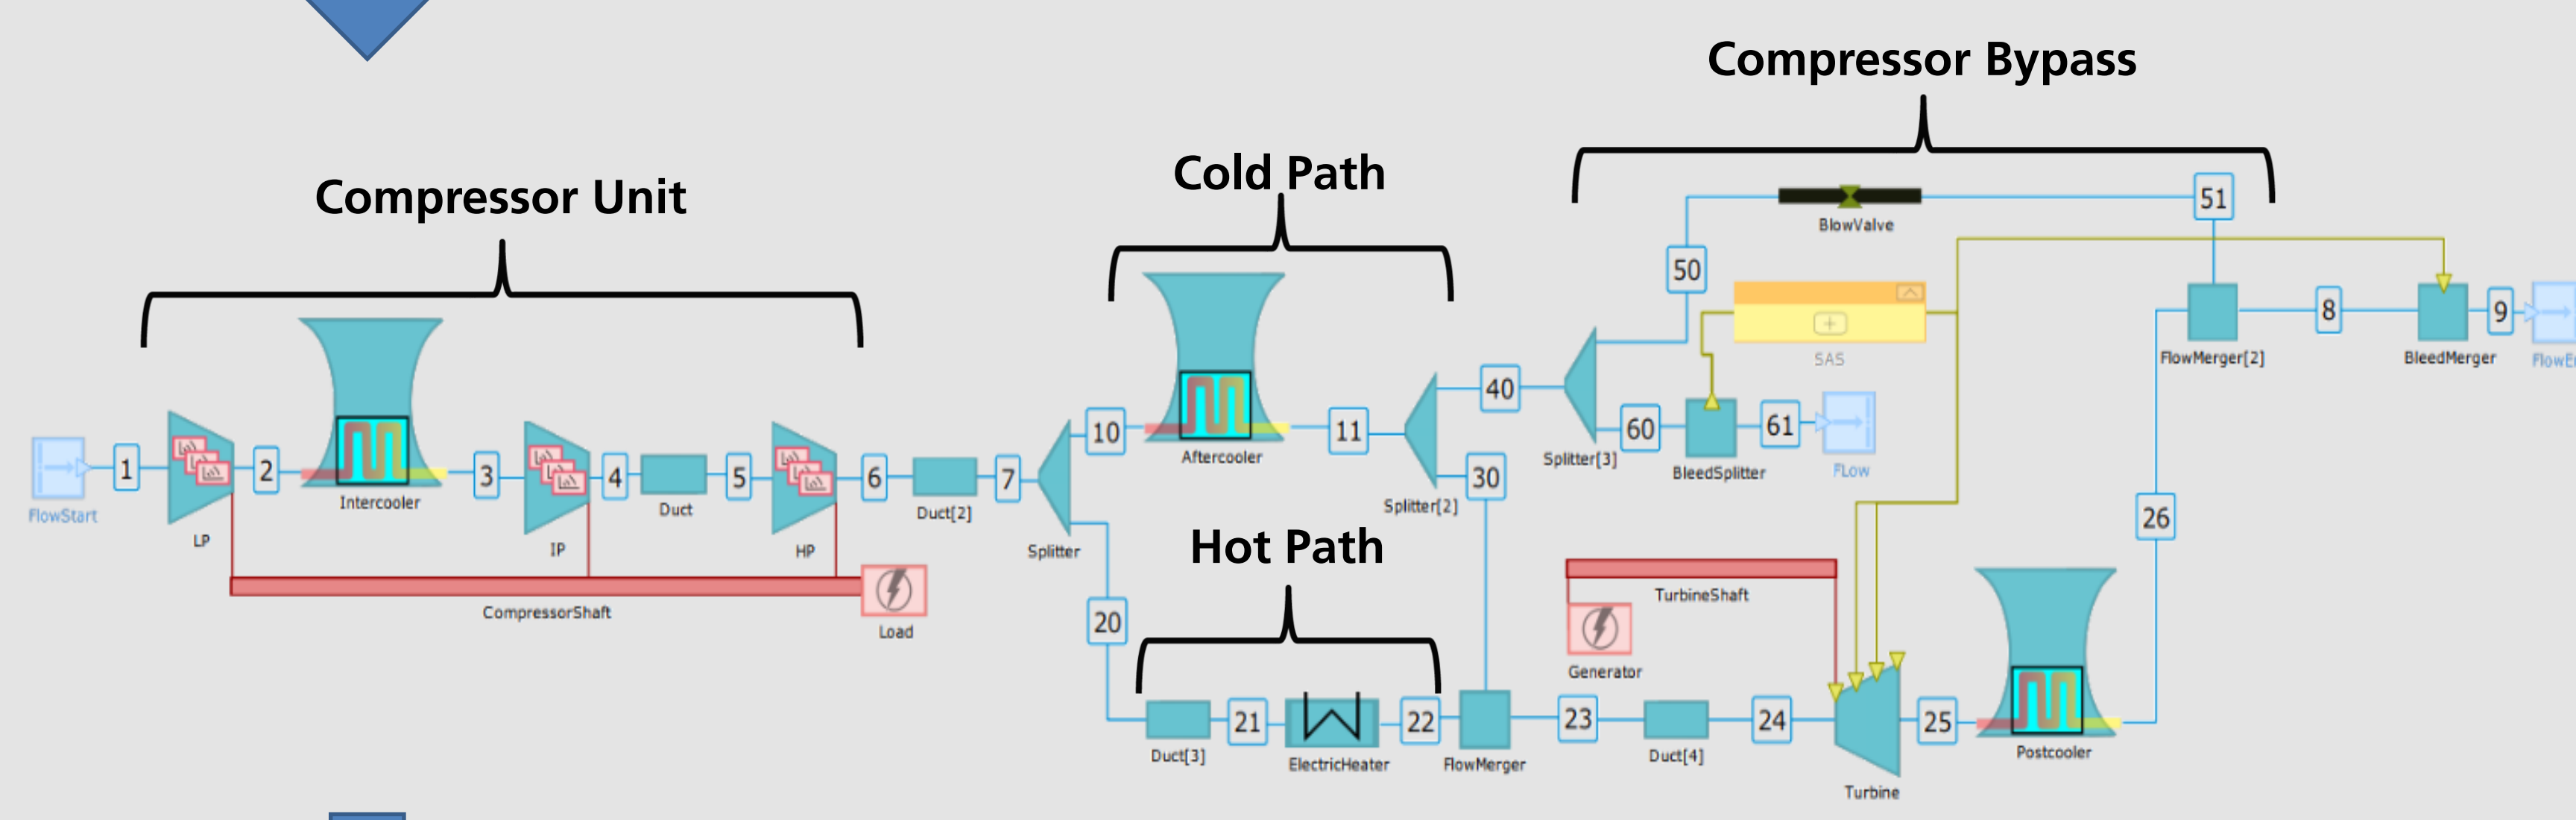 Compressor Bypass
Cold Path
Compressor Unit
51
BlowValve
50
SAS
8
9
FlowMerger[2]
BleedMerger
40
10
11
60
61
Splitter[3]
BleedSplitter
FLow
Aftercooler
1
2
3
4
5
6
7
30
Splitter[2]
FlowStart
Intercooler
Duct
Duct[2]
LP
IP
HP
Splitter
26
Hot Path
CompressorShaft
Load
20
TurbineShaft
Generator
21
22
23
24
25
Duct[3]
ElectricHeater
FlowMerger
Duct[4]
Postcooler
Turbine